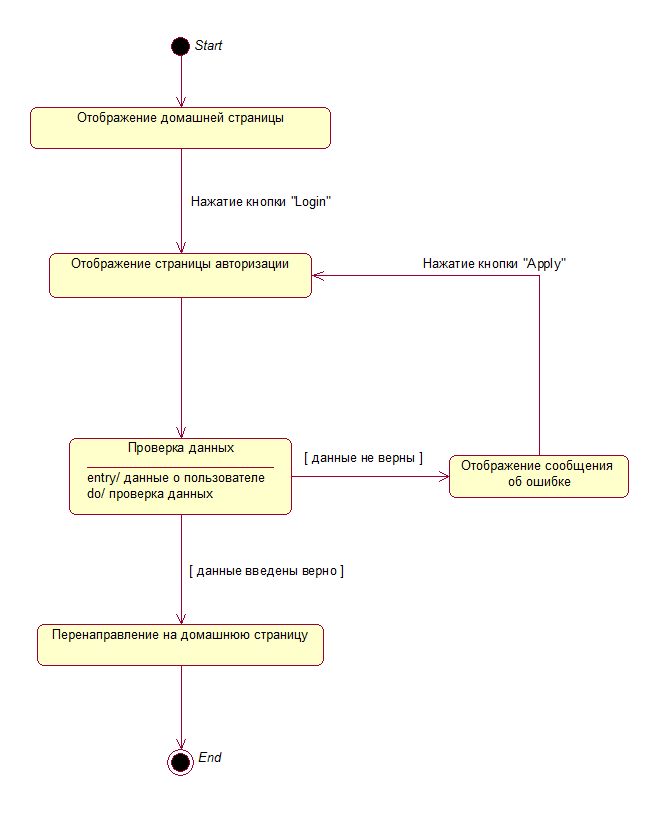 Start
Отображение домашней страницы
Нажатие кнопки "Login"
Отображение страницы авторизации
Нажатие кнопки "Apply"
Проверка данных
entry/ данные о пользователе
do/ проверка данных
[ данные не верны ]
Отображение сообщения
об ошибке
[ данные введены верно ]
Перенаправление на домашнюю страницу
End